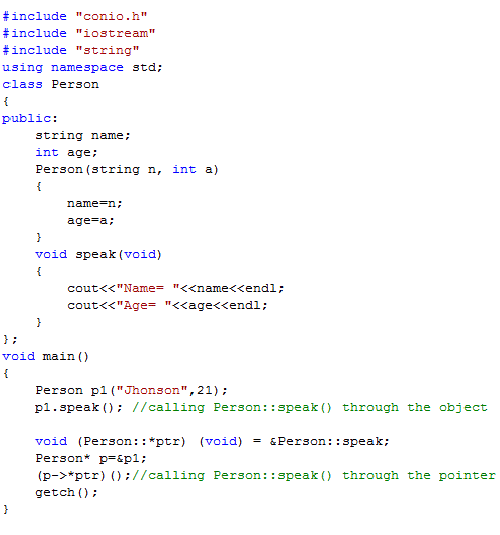 #include "conio.h"
#include "iostream"
#include "string"
using namespace std;
class Person
{
public:
    string name;
    int age;
    Person(string n, int a)
    {
        name=n;
        age=a;
    }
    void speak(void)
    {
        cout<<"Name= "<<name<<endl;
        cout<<"Age= "<<age<<endl;
    }
};
void main()
{
    Person p1("Jhonson",21);
    p1.speak(); //calling Person::speak() through the object

    void (Person::*ptr) (void) = &Person::speak;
    Person* p=&p1;
    (p->*ptr)();//calling Person::speak() through the pointer
    getch();
}